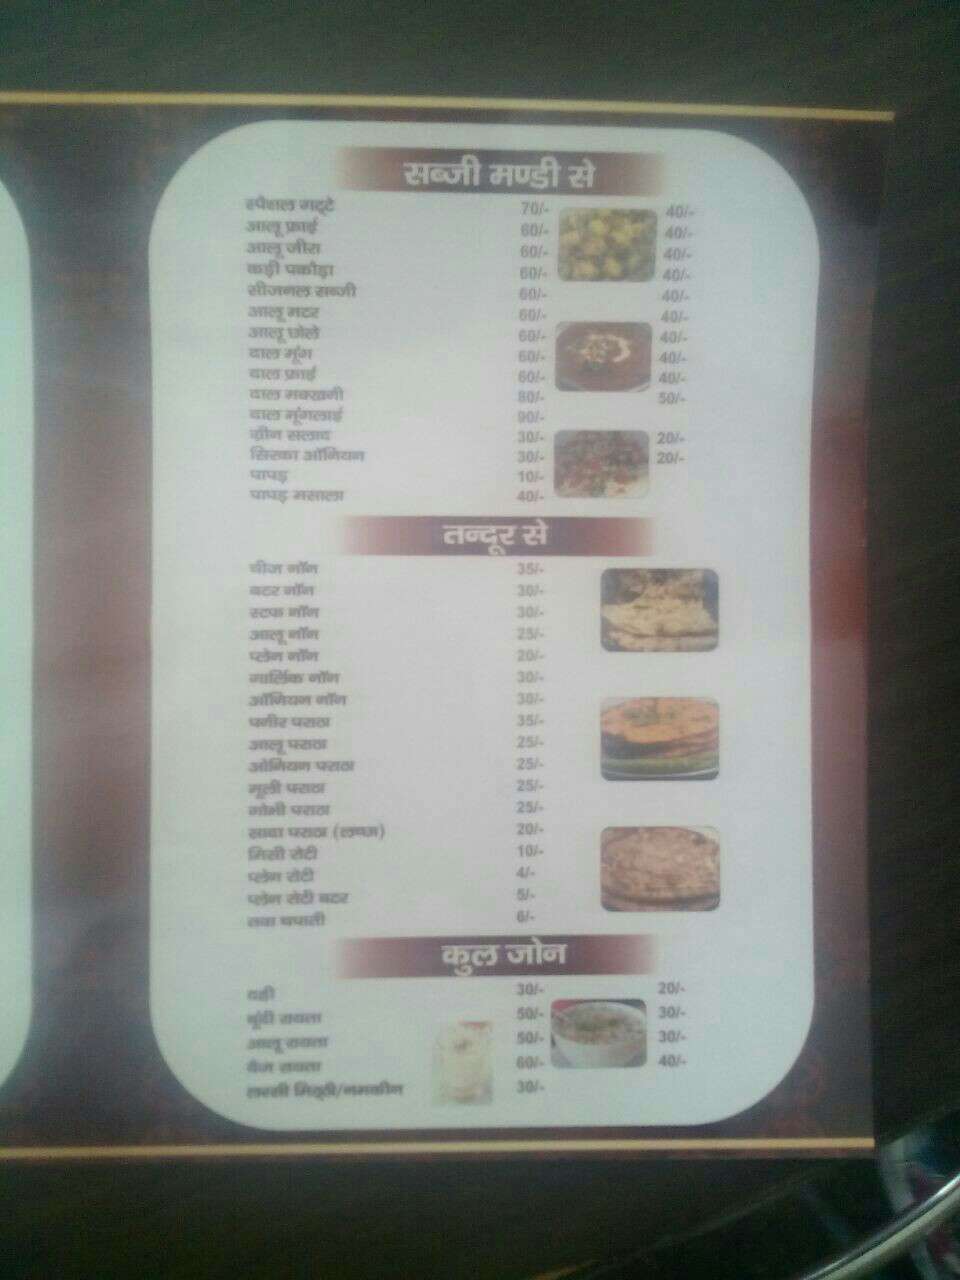 सब्जी मण्डी से
स्पेशल गट्टे 70/- 40/-
आलू फ्राई 60/- 40/-
आलू जीरा 60/- 40/-
कढ़ी पकौड़ा 60/- 40/-
सीजनल सब्जी 60/- 40/-
आलू मटर 60/- 40/-
आलू छोले 60/- 40/-
दाल मूंग 60/- 40/-
दाल फ्राई 60/- 40/-
दाल मक्खनी 80/- 50/-
दाल मूंगलाई 90/-
ग्रीन सलाद 30/- 20/-
सिरका ऑनियन 30/- 20/-
पापड़ 10/-
पापड़ मसाला 40/-
तन्दूर से
चीज नॉन 35/-
बटर नॉन 30/-
स्टफ नॉन 30/-
आलू नॉन 25/-
प्लेन नॉन 20/-
गार्लिक नॉन 30/-
ऑनियन नॉन 30/-
पनीर पराठा 35/-
आलू पराठा 25/-
ओनियन पराठा 25/-
मूली पराठा 25/-
गोभी पराठा 25/-
सादा पराठा (लच्छा) 20/-
मिसी रोटी 10/-
प्लेन रोटी 4/-
प्लेन रोटी बटर 5/-
तवा चपाती 6/-
कुल जोन
दही 30/- 20/-
बूंदी रायता 50/- 30/-
आलू रायता 50/- 30/-
वैज रायता 60/- 40/-
लस्सी मिठ्ठी/नमकीन 30/-